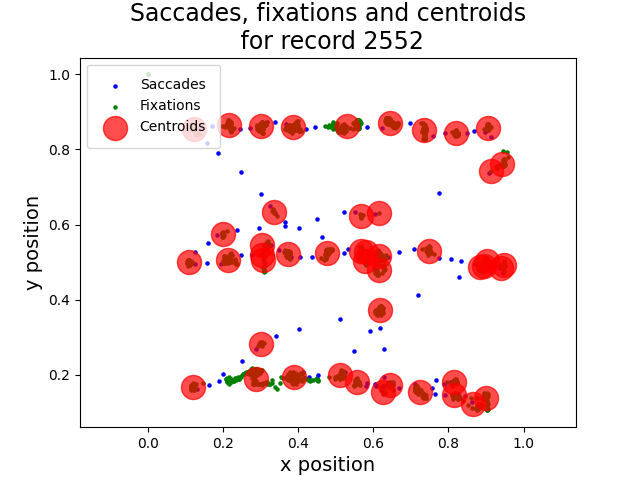 Saccades, fixations and centroids
for record 2552
Saccades
Fixations
Centroids
1.0
0.8
0.6
0.4
0.2
y position
0.0 0.2 0.4 0.6 0.8 1.0
x position